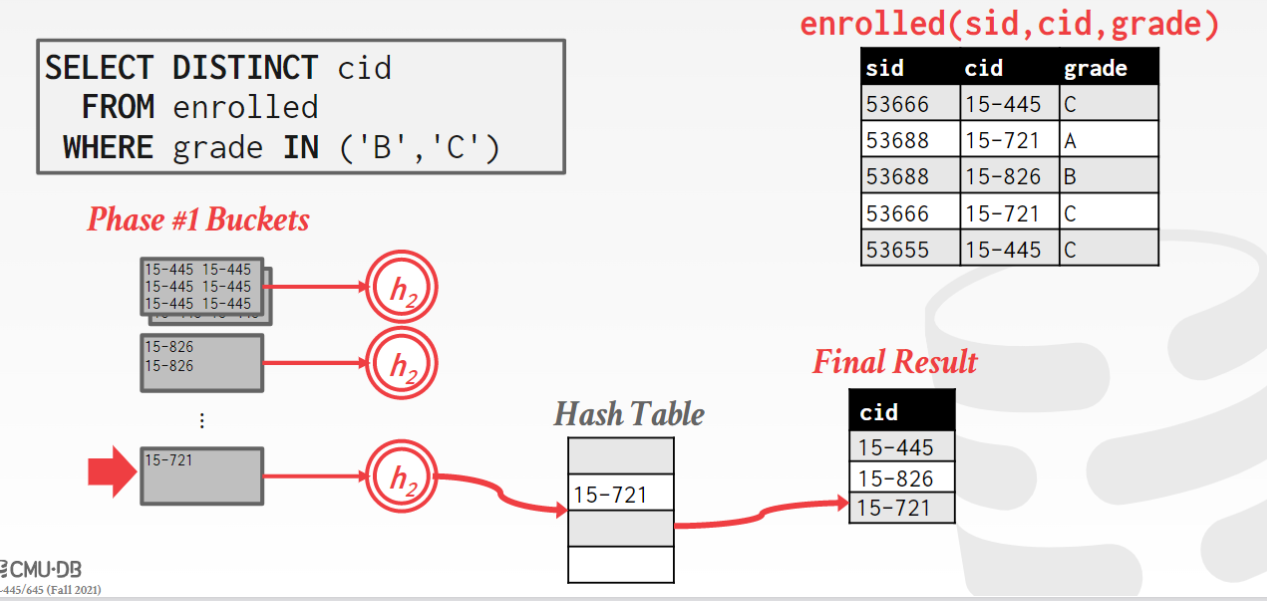 enrolled(sid,cid,grade)
SELECT DISTINCT cid
FROM enrolled
WHERE grade IN ('B','C')
sid cid grade
53666 15-445 C
53688 15-721 A
53688 15-826 B
53666 15-721 C
53655 15-445 C
Phase #1 Buckets
15-445 15-445
15-445 15-445
15-445 15-445
h2
15-826
15-826
h2
⋮
15-721
h2
Hash Table
15-721
Final Result
cid
15-445
15-826
15-721
CMU·DB
-445/645 (Fall 2021)